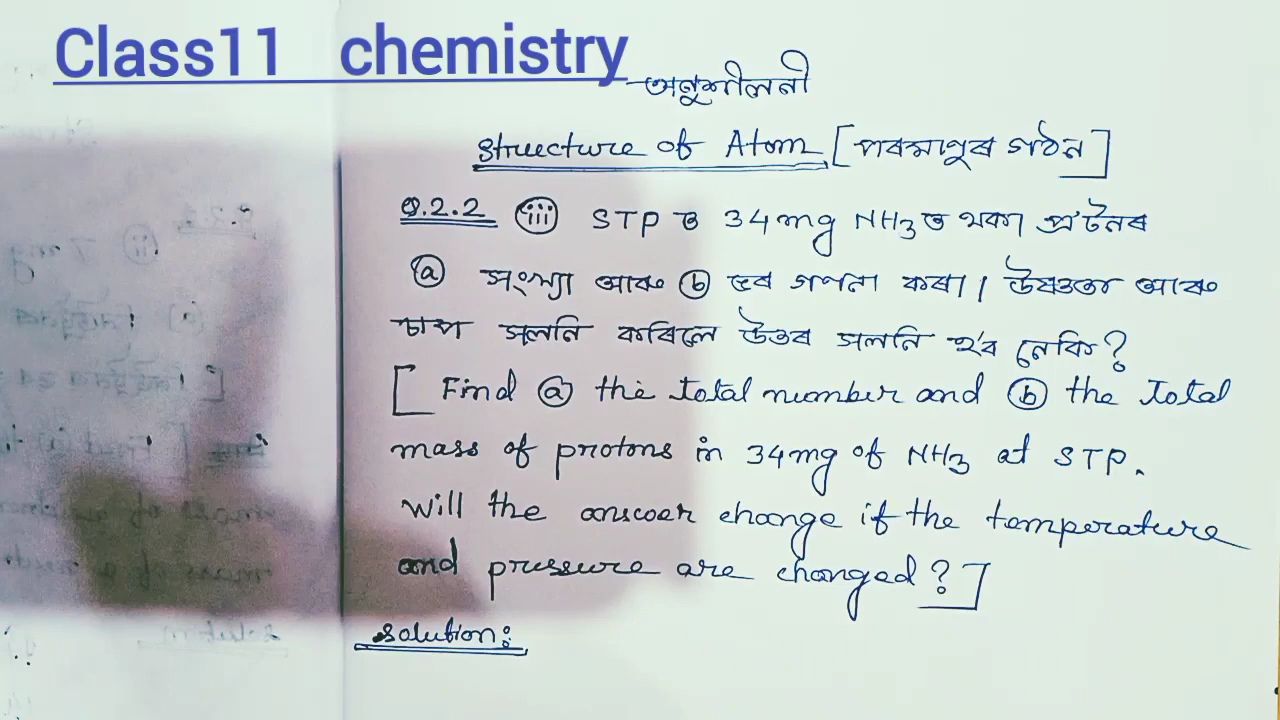 Class11 chemistry
অনুশীলনী
Structure of Atom [পৰমাণুৰ গঠন]
Q.2.2 (iii) STP ত 34mg NH3ত থকা প্ৰ'টনৰ
(a) সংখ্যা আৰু (b) ভৰ গণনা কৰা। উষ্ণতা আৰু
চাপ সলনি কৰিলে উত্তৰ সলনি হ'ব নেকি?
[Find (a) the total number and (b) the total
mass of protons in 34mg of NH3 at STP.
Will the answer change if the temperature
and pressure are changed?]
Solution: